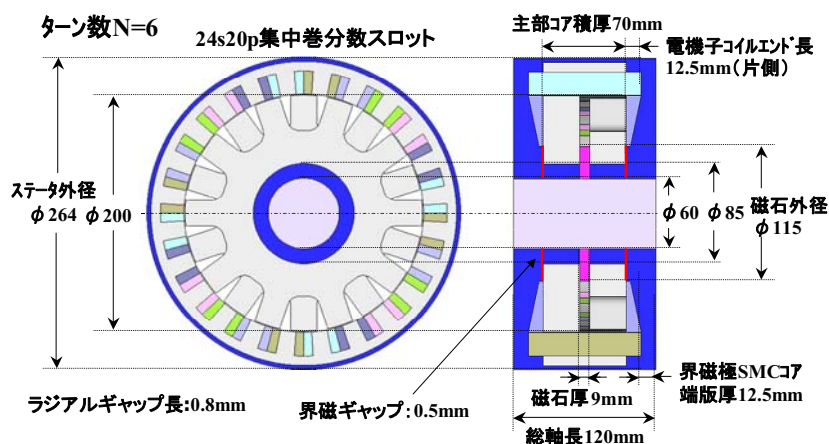 ターン数N=6
24s20p集中巻分数スロット
主部コア積厚70mm
電機子コイルエンド長
12.5mm(片側)
ステータ外径
φ264
φ200
φ60
φ85
磁石外径
φ115
ラジアルギャップ長:0.8mm
界磁ギャップ:0.5mm
磁石厚9mm
界磁極SMCコア
端版厚12.5mm
総軸長120mm